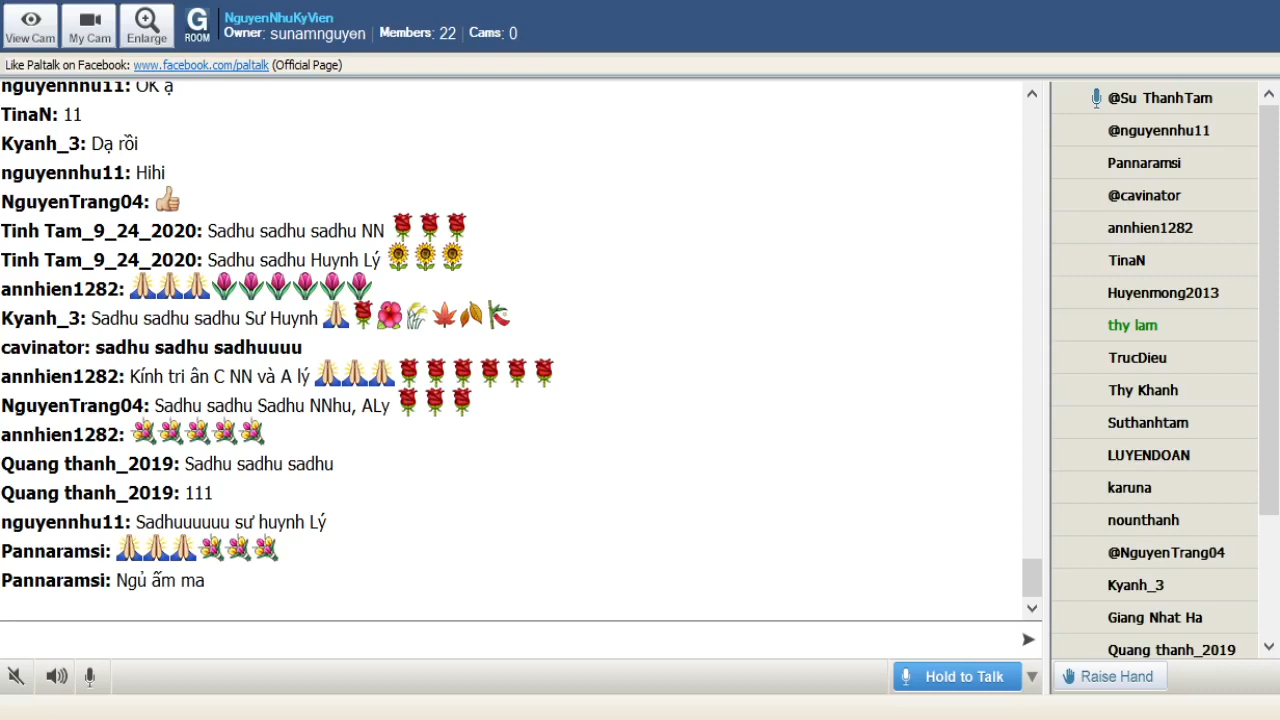 NguyenNhuKyVien
View Cam
My Cam
Enlarge
G
ROOM
Owner: sunamnguyen | Members: 22 | Cams: 0
Like Paltalk on Facebook: www.facebook.com/paltalk (Official Page)
nguyennhu11: OK ạ
TinaN: 11
Kyanh_3: Dạ rồi
nguyennhu11: Hihi
NguyenTrang04:
Tinh Tam_9_24_2020: Sadhu sadhu sadhu NN
Tinh Tam_9_24_2020: Sadhu sadhu Huynh Lý
annhien1282:
Kyanh_3: Sadhu sadhu sadhu Sư Huynh
cavinator: sadhu sadhu sadhuuuu
annhien1282: Kính tri ân C NN và A lý
NguyenTrang04: Sadhu sadhu Sadhu NNhu, ALy
annhien1282:
Quang thanh_2019: Sadhu sadhu sadhu
Quang thanh_2019: 111
nguyennhu11: Sadhuuuuuu sư huynh Lý
Pannaramsi:
Pannaramsi: Ngủ ấm ma
@Su ThanhTam
@nguyennhu11
Pannaramsi
@cavinator
annhien1282
TinaN
Huyenmong2013
thy lam
TrucDieu
Thy Khanh
Suthanhtam
LUYENDOAN
karuna
nounthanh
@NguyenTrang04
Kyanh_3
Giang Nhat Ha
Quang thanh_2019
Hold to Talk
Raise Hand